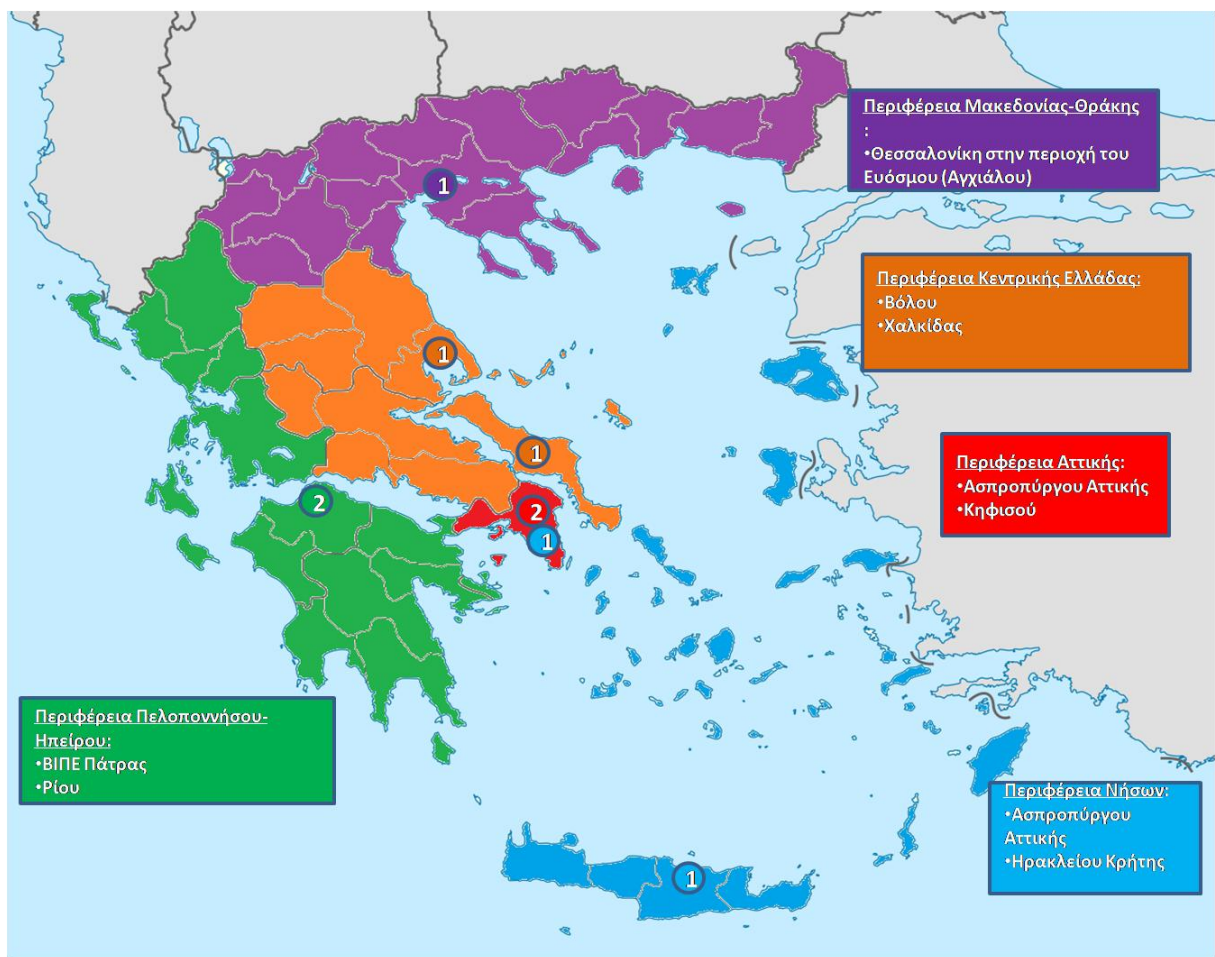 Περιφέρεια Μακεδονίας-Θράκης
:
•Θεσσαλονίκη στην περιοχή του
Ευόσμου (Αγχιάλου)
1
Περιφέρεια Κεντρικής Ελλάδας:
•Βόλου
•Χαλκίδας
1
1
Περιφέρεια Αττικής:
•Ασπροπύργου Αττικής
•Κηφισού
2
2
1
Περιφέρεια Πελοποννήσου-
Ηπείρου:
•ΒΙΠΕ Πάτρας
•Ρίου
Περιφέρεια Νήσων:
•Ασπροπύργου
Αττικής
•Ηρακλείου Κρήτης
1